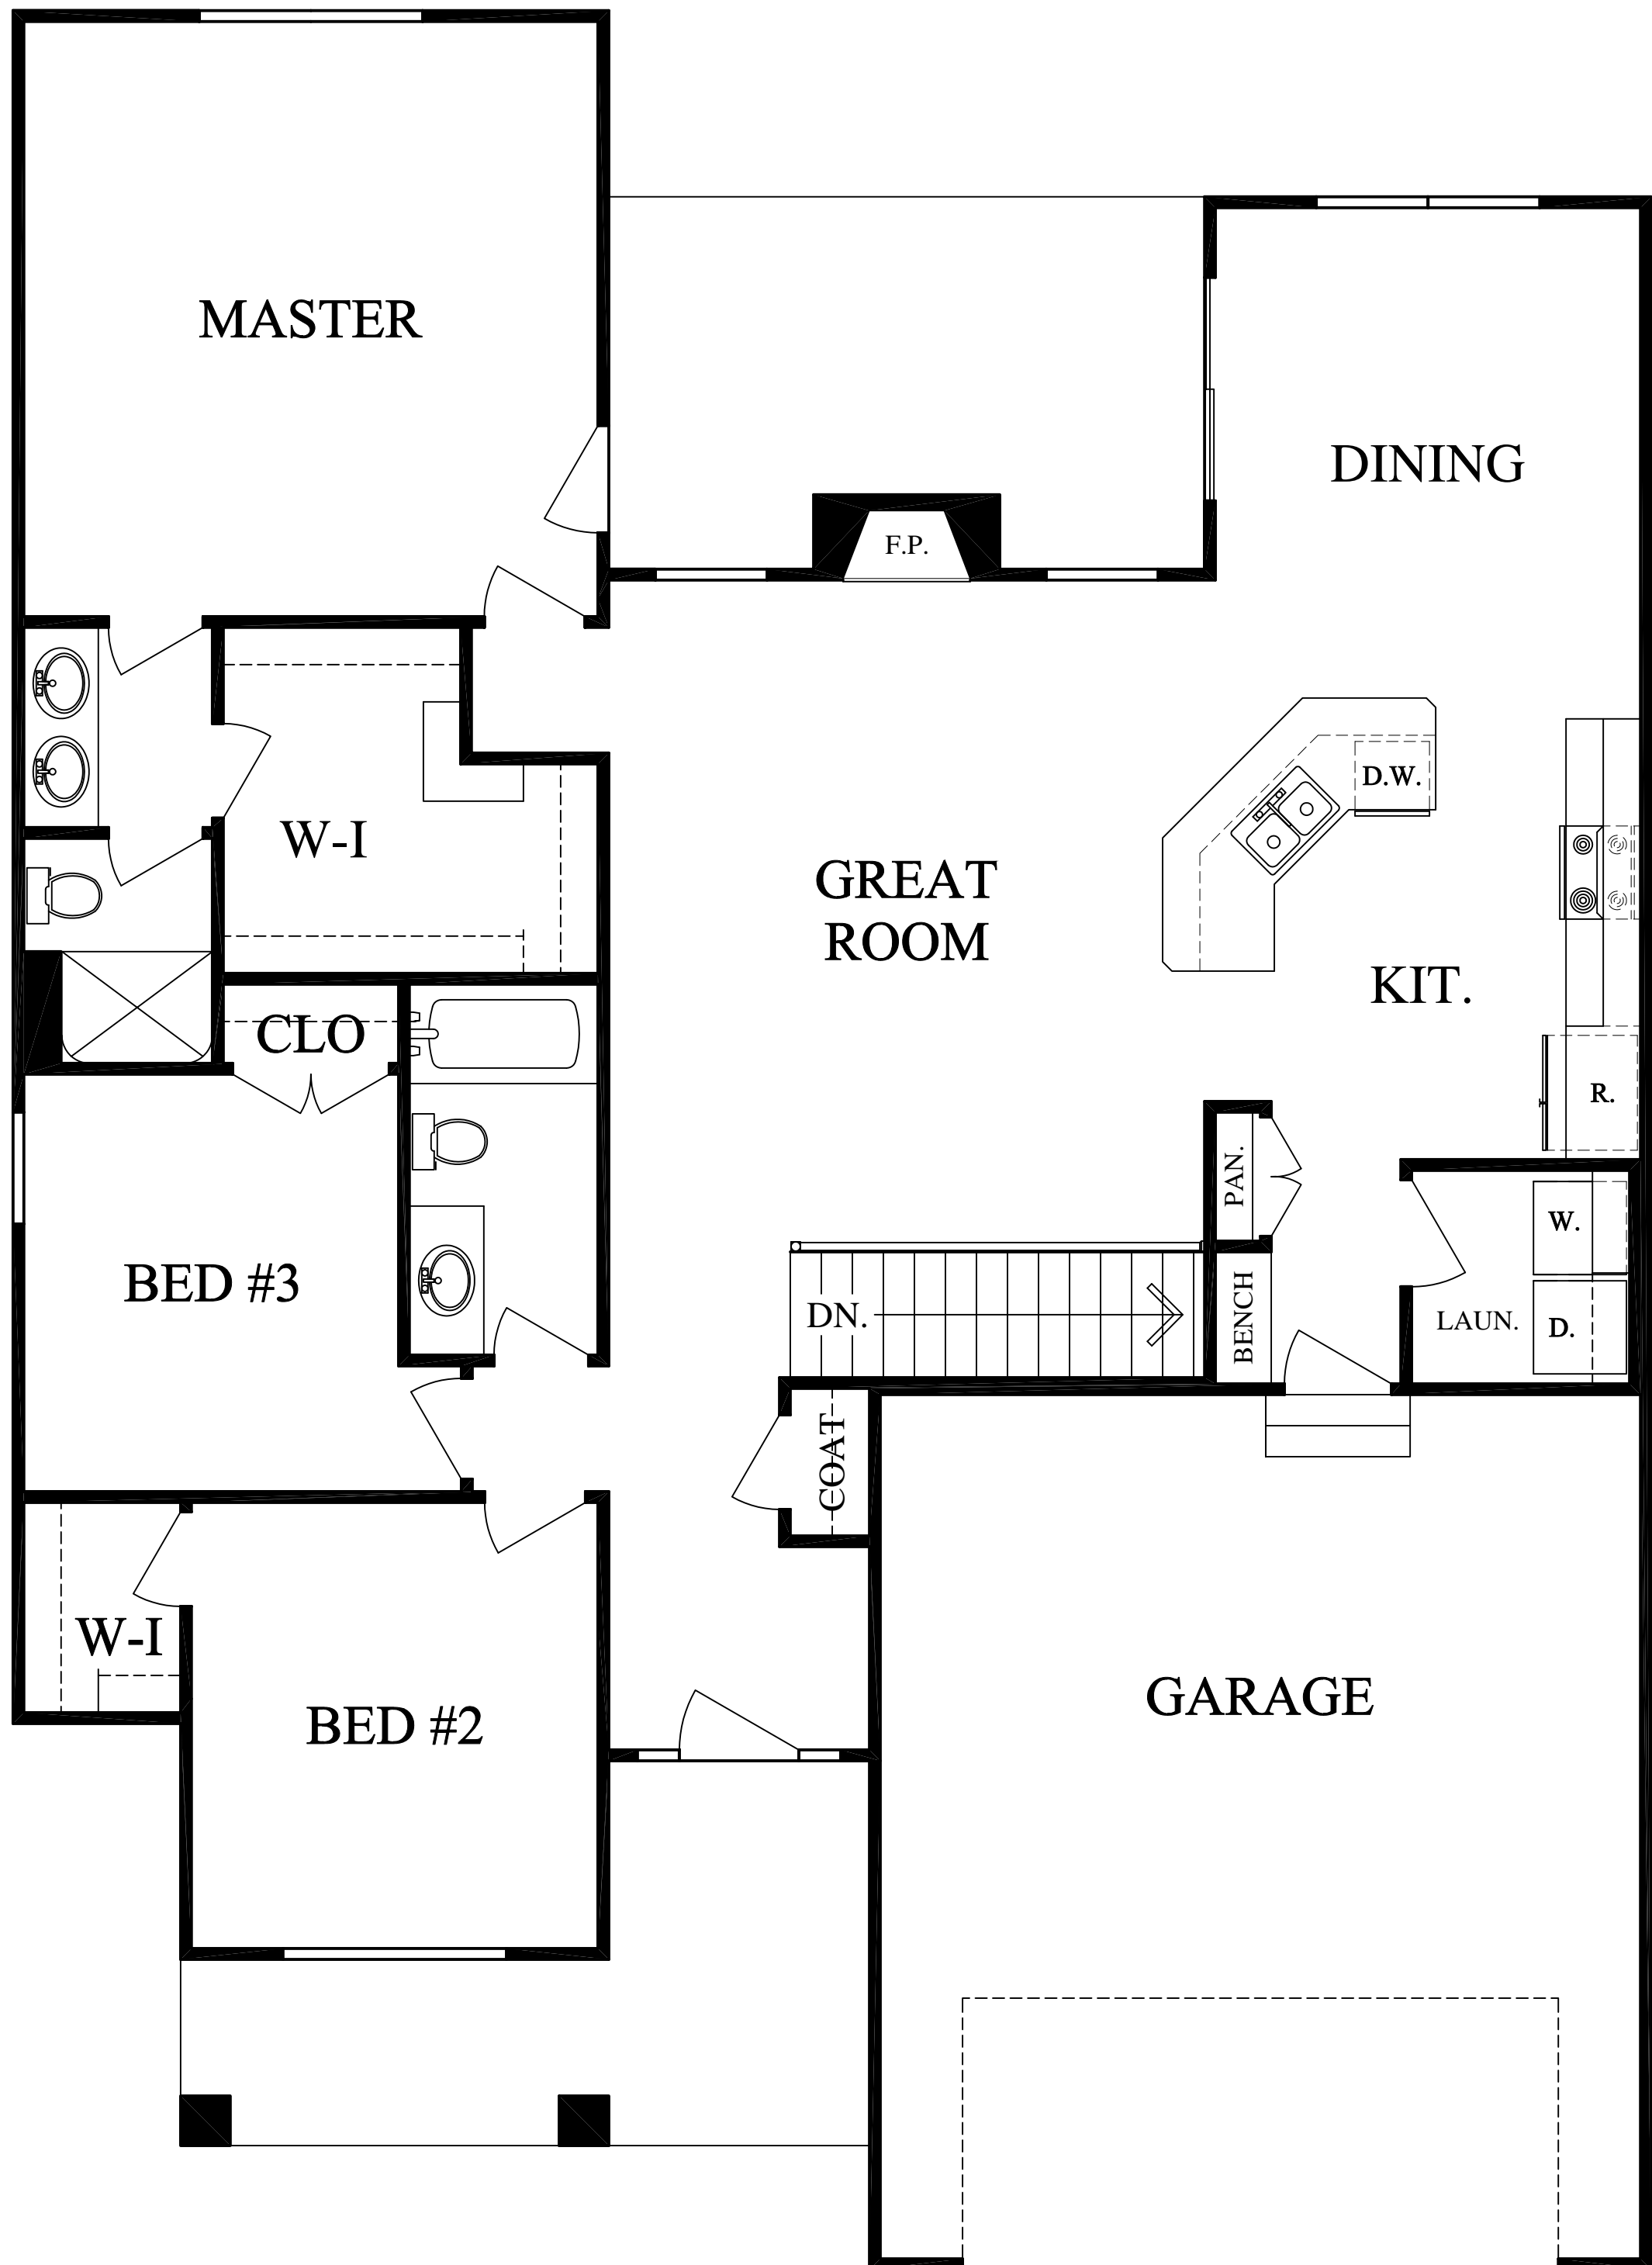 MASTER
DINING
F.P.
D.W.
W-I
GREAT
ROOM
KIT.
CLO
R.
PAN.
W.
BED #3
DN.
BENCH
LAUN.
D.
COAT
W-I
BED #2
GARAGE